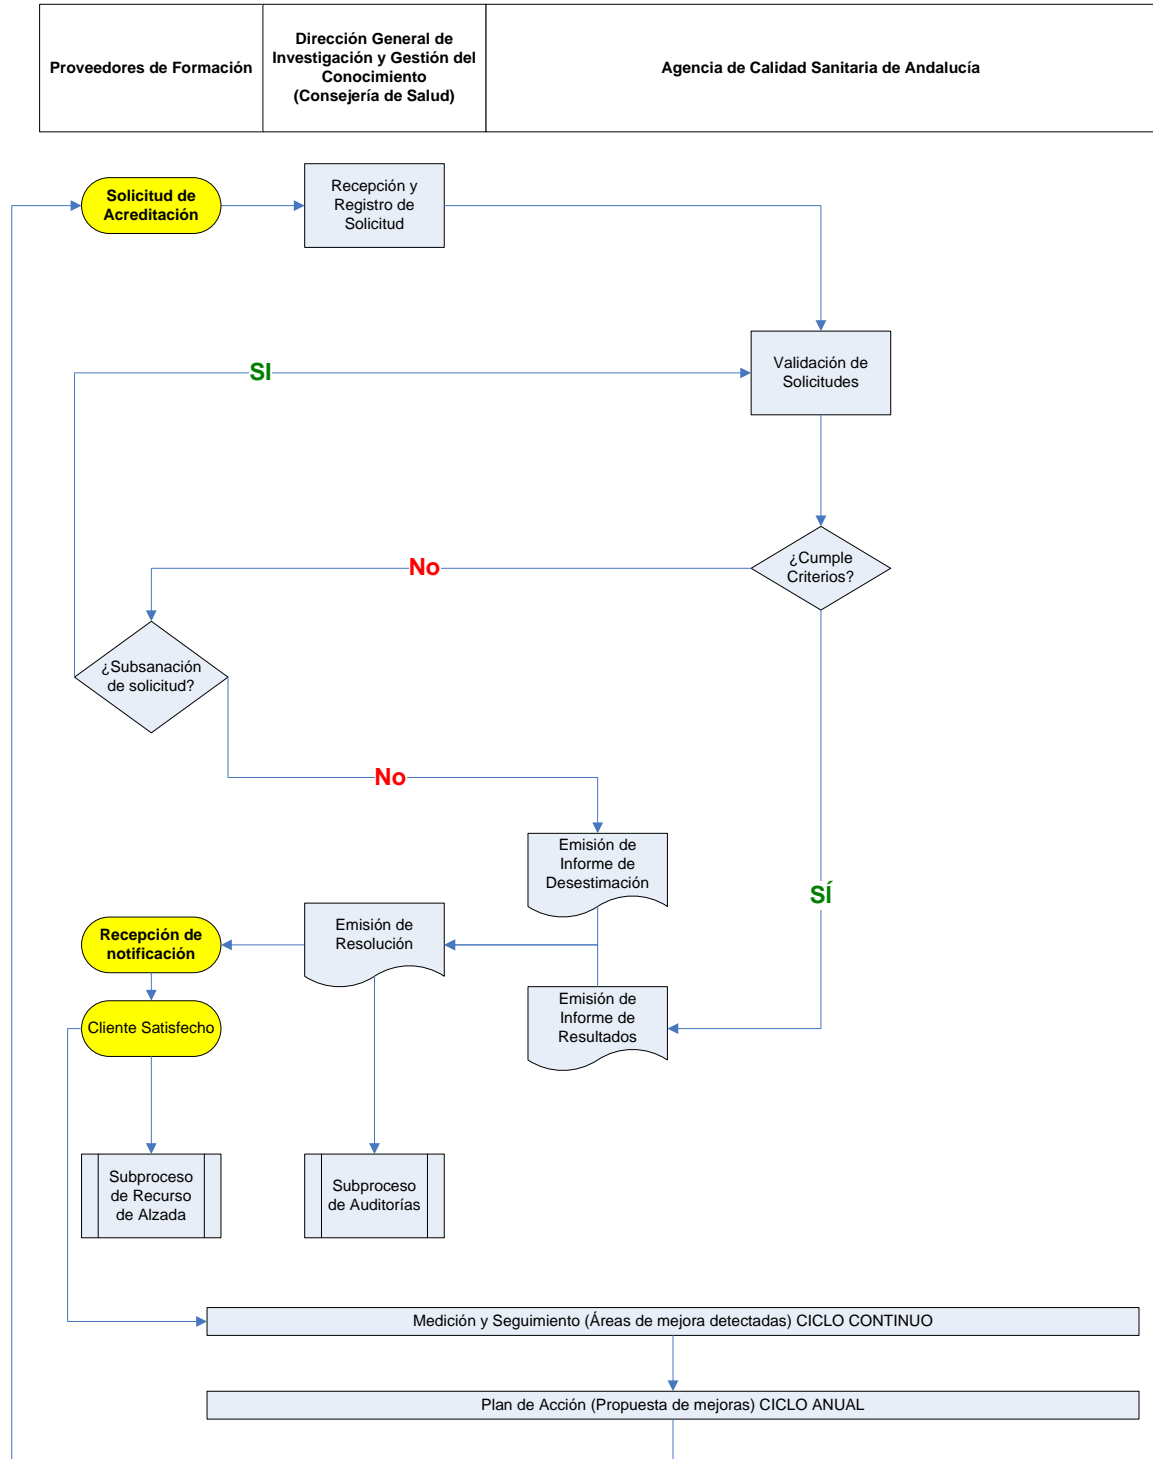 Proveedores de Formación
Dirección General de
Investigación y Gestión del
Conocimiento
(Consejería de Salud)
Agencia de Calidad Sanitaria de Andalucía
Solicitud de
Acreditación
Recepción y
Registro de
Solicitud
Validación de
Solicitudes
SI
¿Cumple
Criterios?
No
¿Subsanación
de solicitud?
No
Emisión de
Informe de
Desestimación
SÍ
Recepción de
notificación
Emisión de
Resolución
Cliente Satisfecho
Emisión de
Informe de
Resultados
Subproceso
de Recurso
de Alzada
Subproceso
de Auditorías
Medición y Seguimiento (Áreas de mejora detectadas) CICLO CONTINUO
Plan de Acción (Propuesta de mejoras) CICLO ANUAL